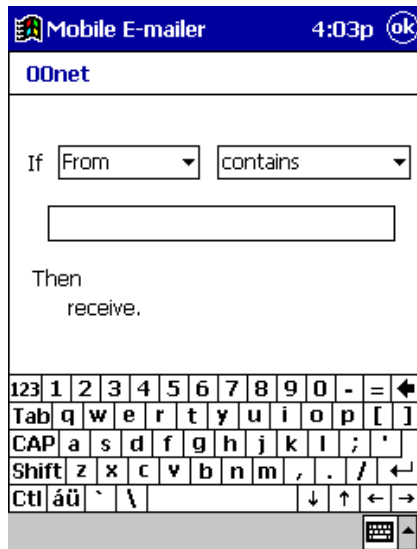 Mobile E-mailer 4:03p ok
00net
If From contains
Then
receive.
123 1 2 3 4 5 6 7 8 9 0 - =
Tab q w e r t y u i o p [ ]
CAP a s d f g h j k l ; '
Shift z x c v b n m , . /
Ctl áü ` \ ↓ ↑ ← →